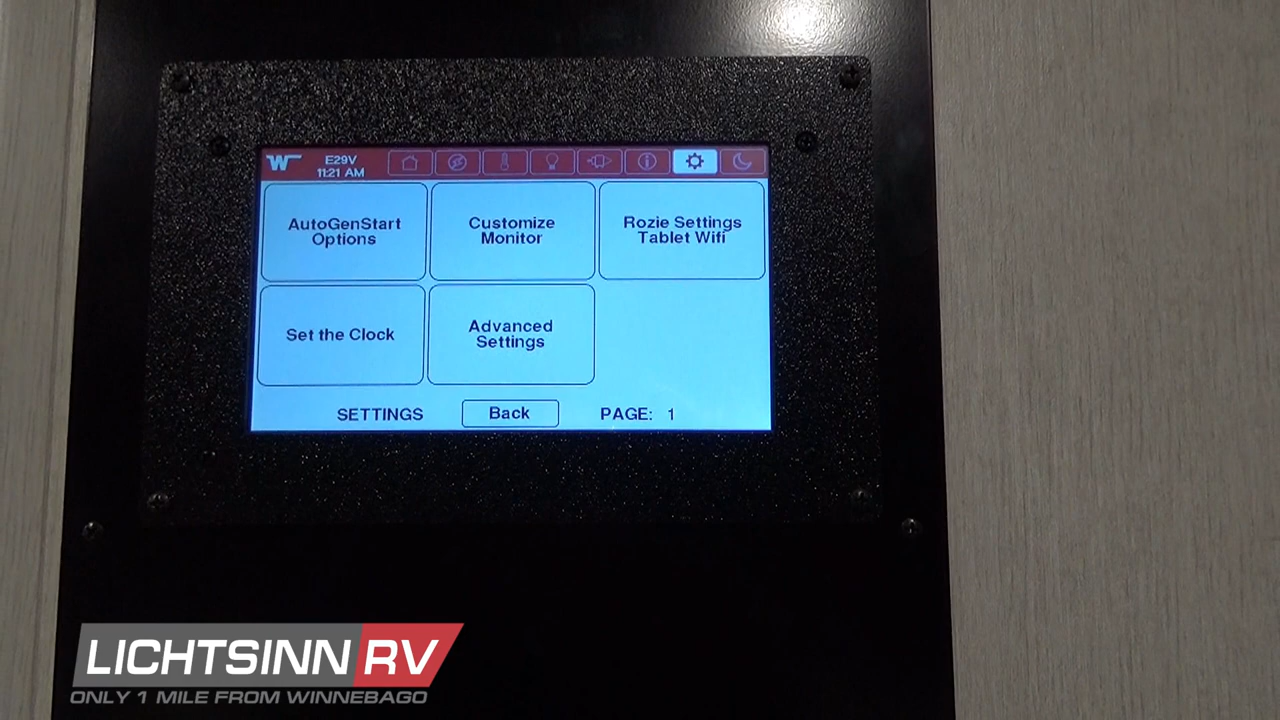 W
E29V
11:21 AM
AutoGenStart
Options
Customize
Monitor
Rozie Settings
Tablet Wifi
Set the Clock
Advanced
Settings
SETTINGS
Back
PAGE: 1
LICHTSINN RV
ONLY 1 MILE FROM WINNEBAGO